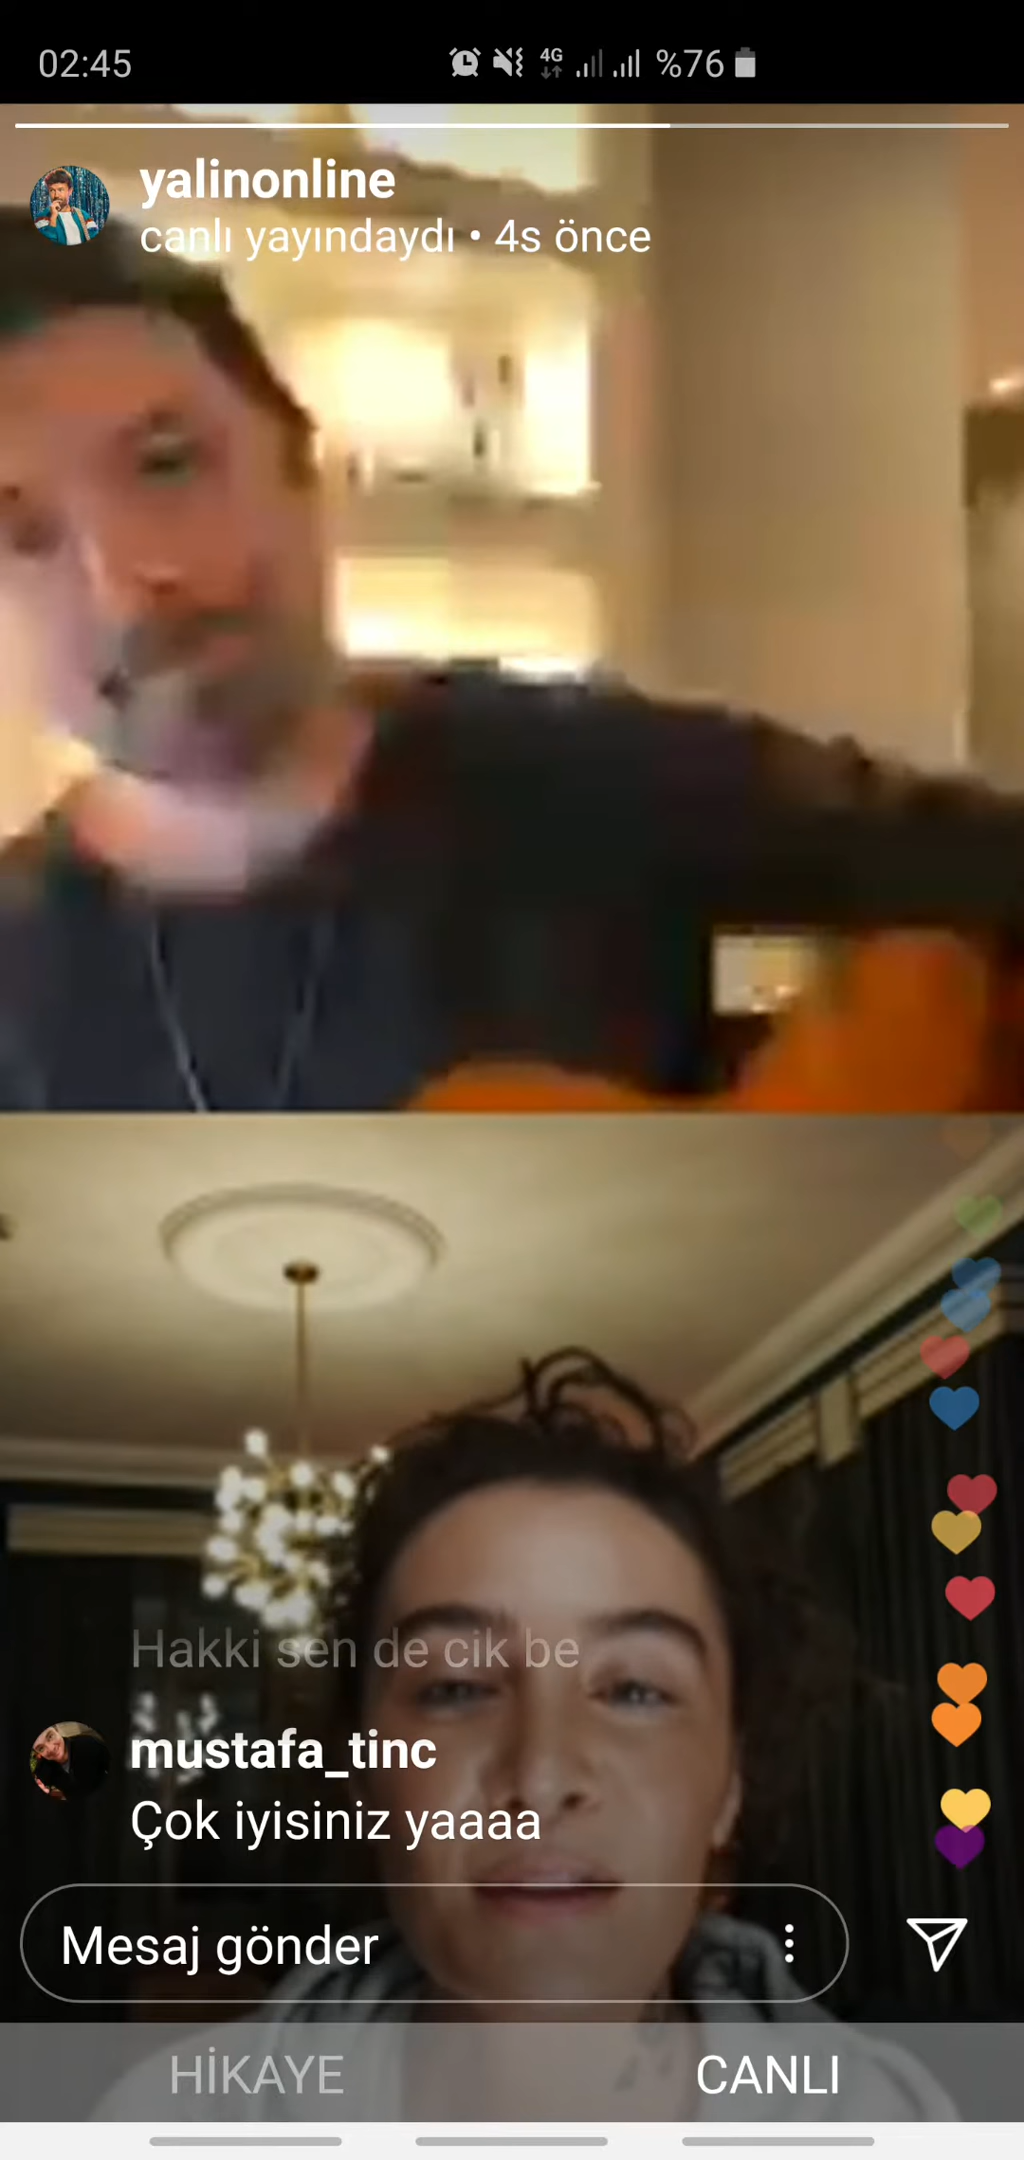 02:45
4G
%76
yalinonline
canlı yayındaydı • 4s önce
Hakki sen de cik be
mustafa_tinc
Çok iyisiniz yaaaa
Mesaj gönder
HİKAYE
CANLI